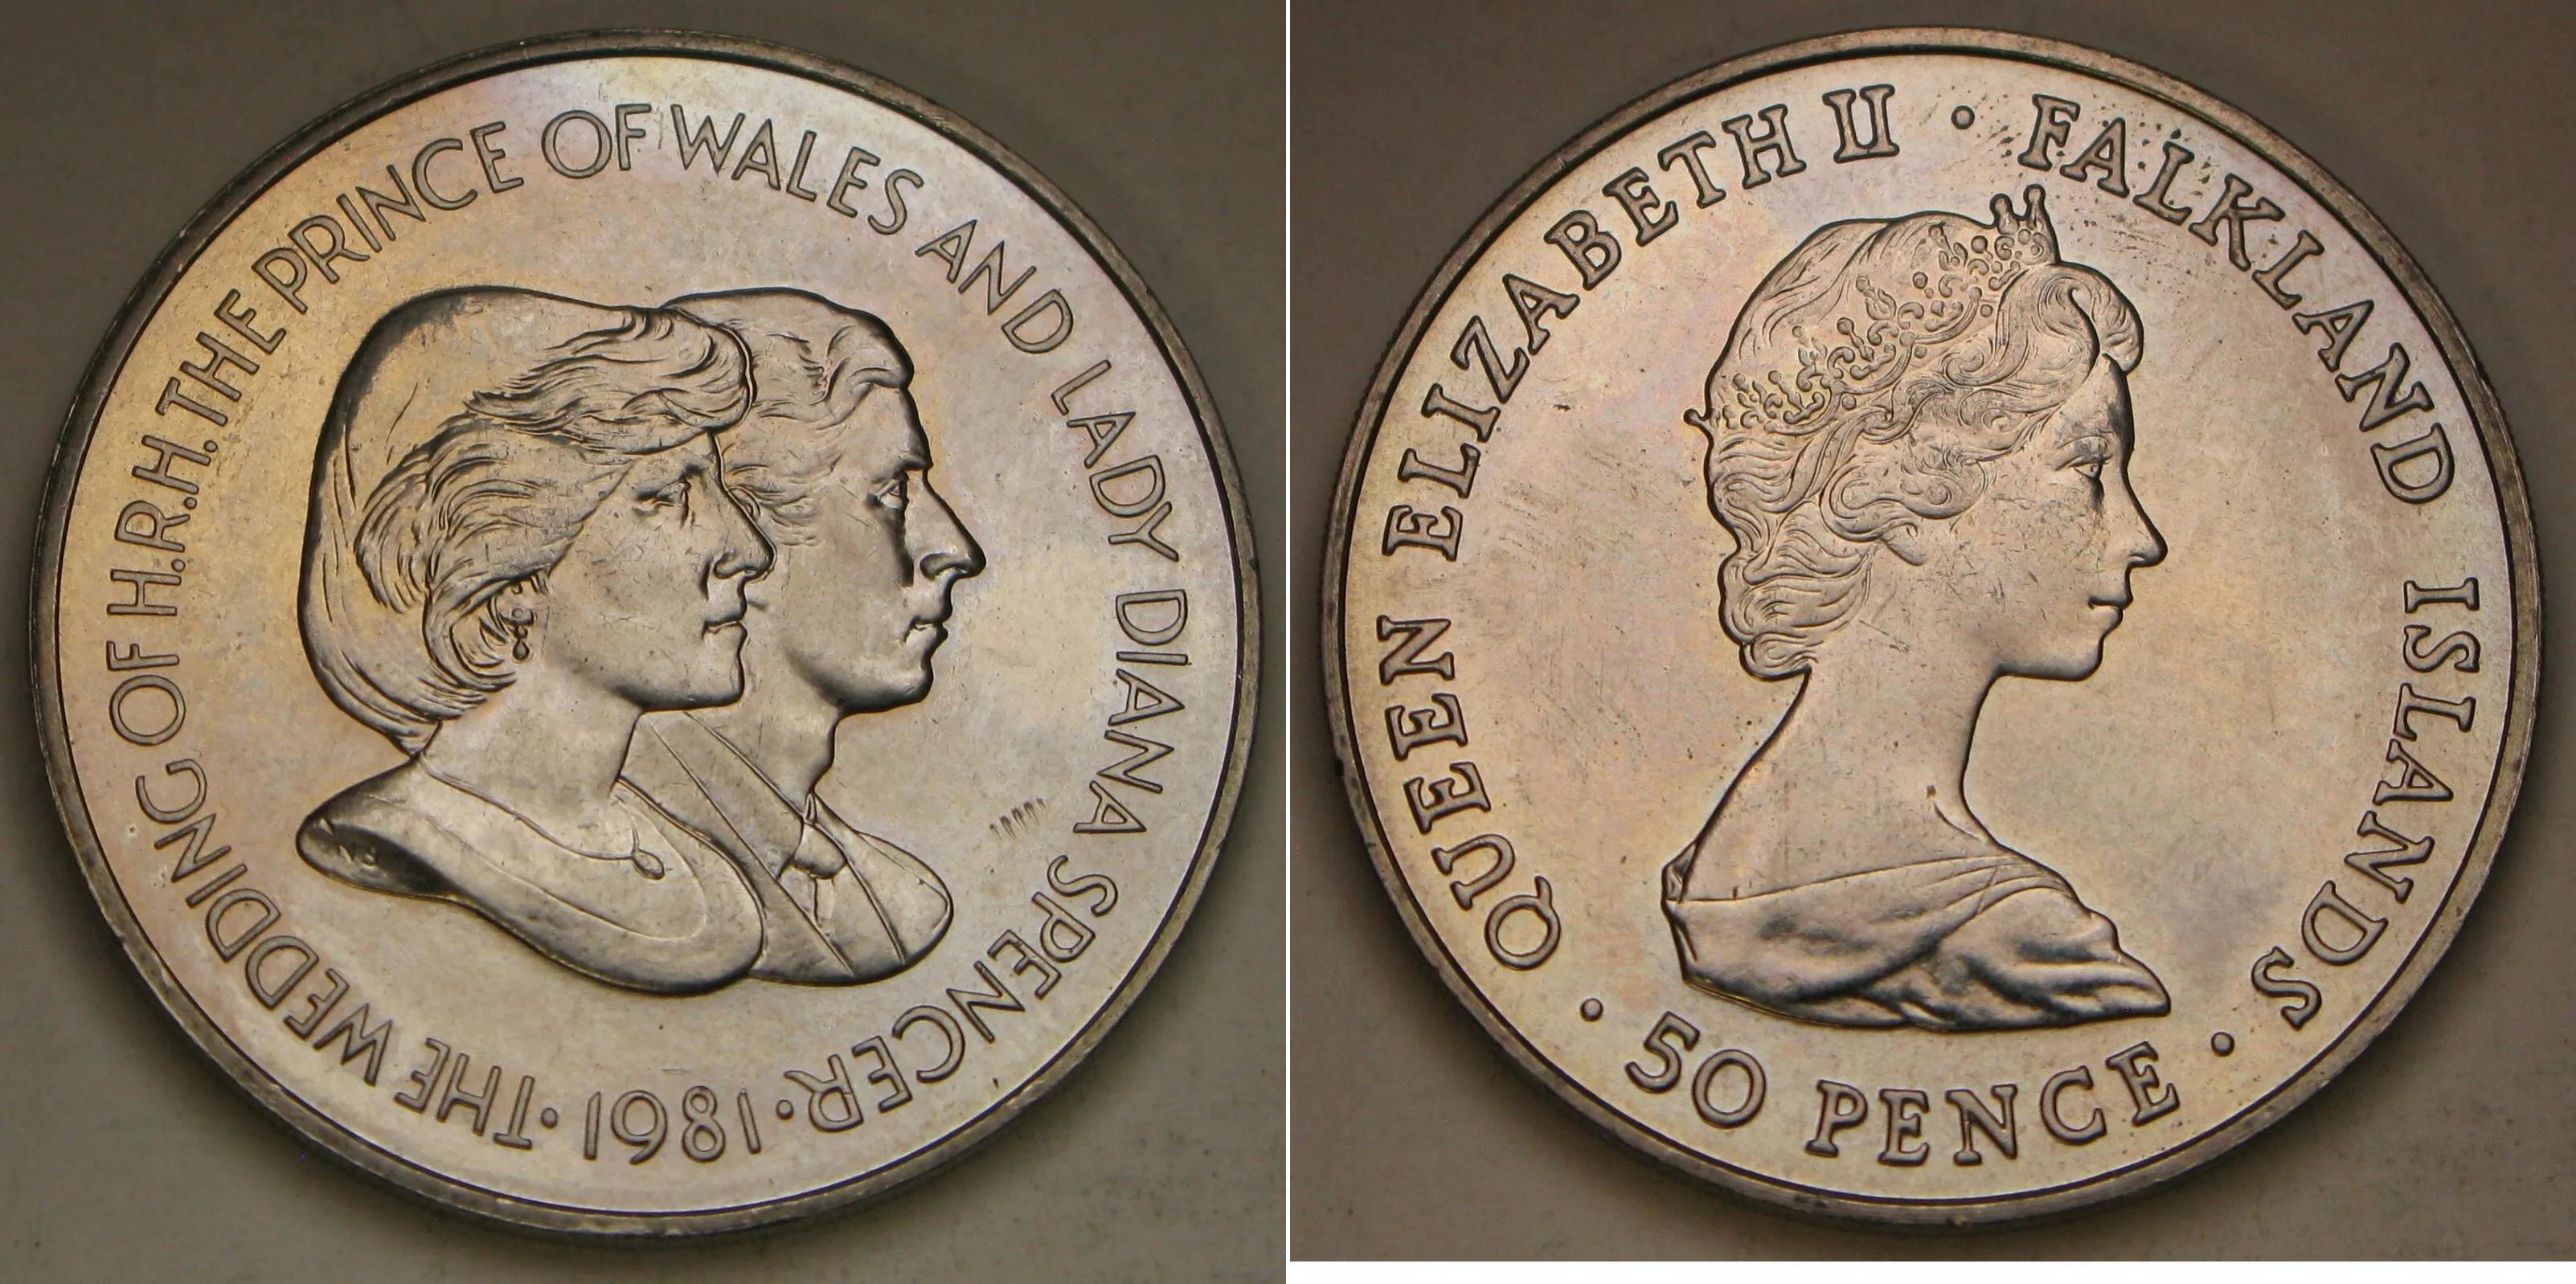 THE WEDDING OF H.R.H. THE PRINCE OF WALES AND LADY DIANA SPENCER · 1981 ·
QUEEN ELIZABETH II · FALKLAND ISLANDS ·
50 PENCE ·